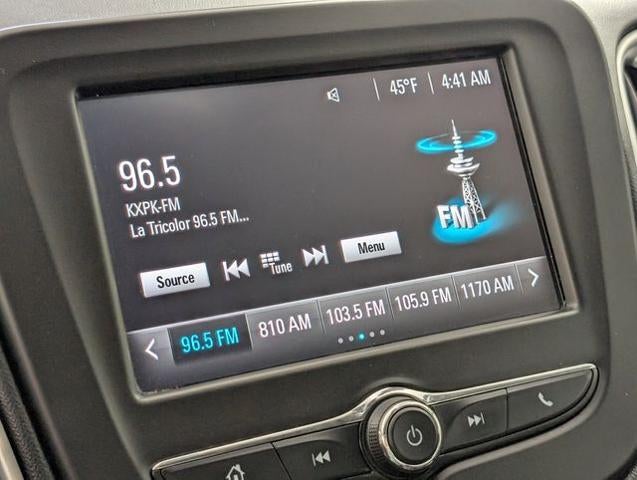 45°F 4:41 AM
96.5
KXPK-FM
La Tricolor 96.5 FM...
FM
Source Tune Menu
96.5 FM 810 AM 103.5 FM 105.9 FM 1170 AM